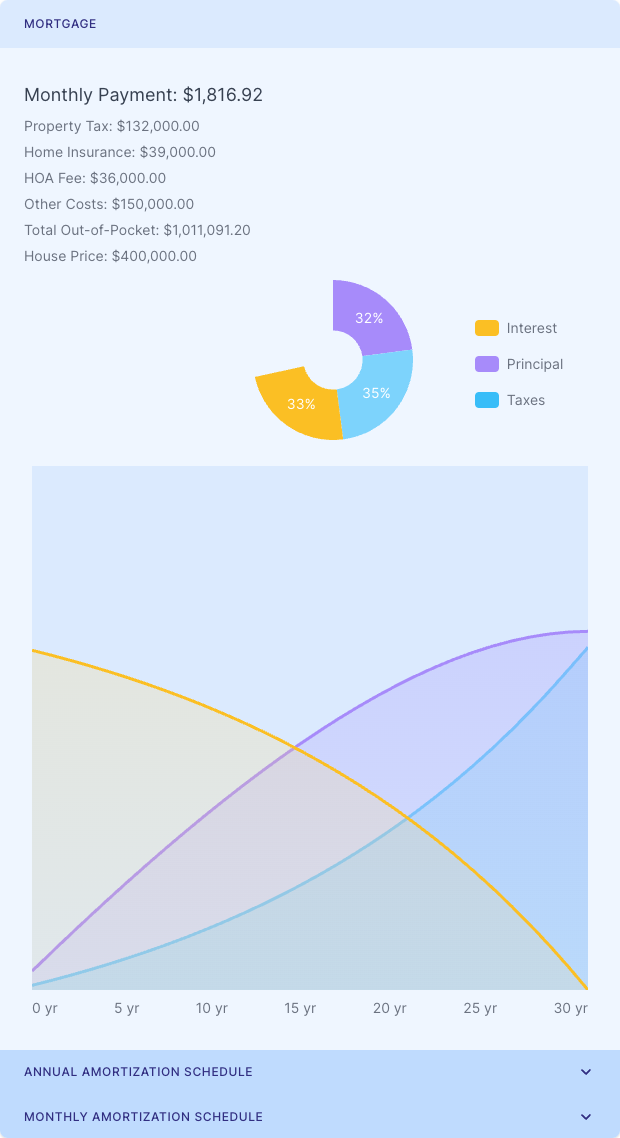 MORTGAGE
Monthly Payment: $1,816.92
Property Tax: $132,000.00
Home Insurance: $39,000.00
HOA Fee: $36,000.00
Other Costs: $150,000.00
Total Out-of-Pocket: $1,011,091.20
House Price: $400,000.00
32%
35%
33%
Interest
Principal
Taxes
0 yr 5 yr 10 yr 15 yr 20 yr 25 yr 30 yr
ANNUAL AMORTIZATION SCHEDULE
MONTHLY AMORTIZATION SCHEDULE